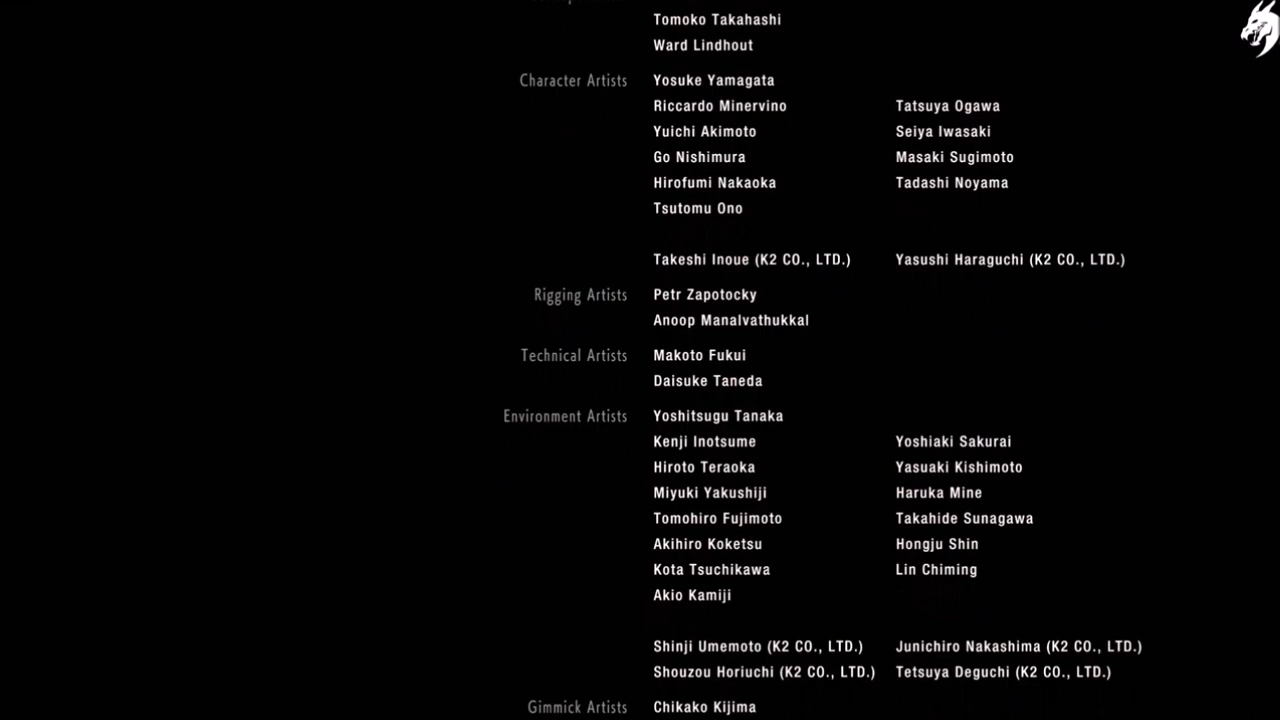 Tomoko Takahashi
Ward Lindhout
Character Artists Yosuke Yamagata
Riccardo Minervino Tatsuya Ogawa
Yuichi Akimoto Seiya Iwasaki
Go Nishimura Masaki Sugimoto
Hirofumi Nakaoka Tadashi Noyama
Tsutomu Ono
Takeshi Inoue (K2 CO., LTD.) Yasushi Haraguchi (K2 CO., LTD.)
Rigging Artists Petr Zapotocky
Anoop Manalvathukkal
Technical Artists Makoto Fukui
Daisuke Taneda
Environment Artists Yoshitsugu Tanaka
Kenji Inotsume Yoshiaki Sakurai
Hiroto Teraoka Yasuaki Kishimoto
Miyuki Yakushiji Haruka Mine
Tomohiro Fujimoto Takahide Sunagawa
Akihiro Koketsu Hongju Shin
Kota Tsuchikawa Lin Chiming
Akio Kamiji
Shinji Umemoto (K2 CO., LTD.) Junichiro Nakashima (K2 CO., LTD.)
Shouzou Horiuchi (K2 CO., LTD.) Tetsuya Deguchi (K2 CO., LTD.)
Gimmick Artists Chikako Kijima